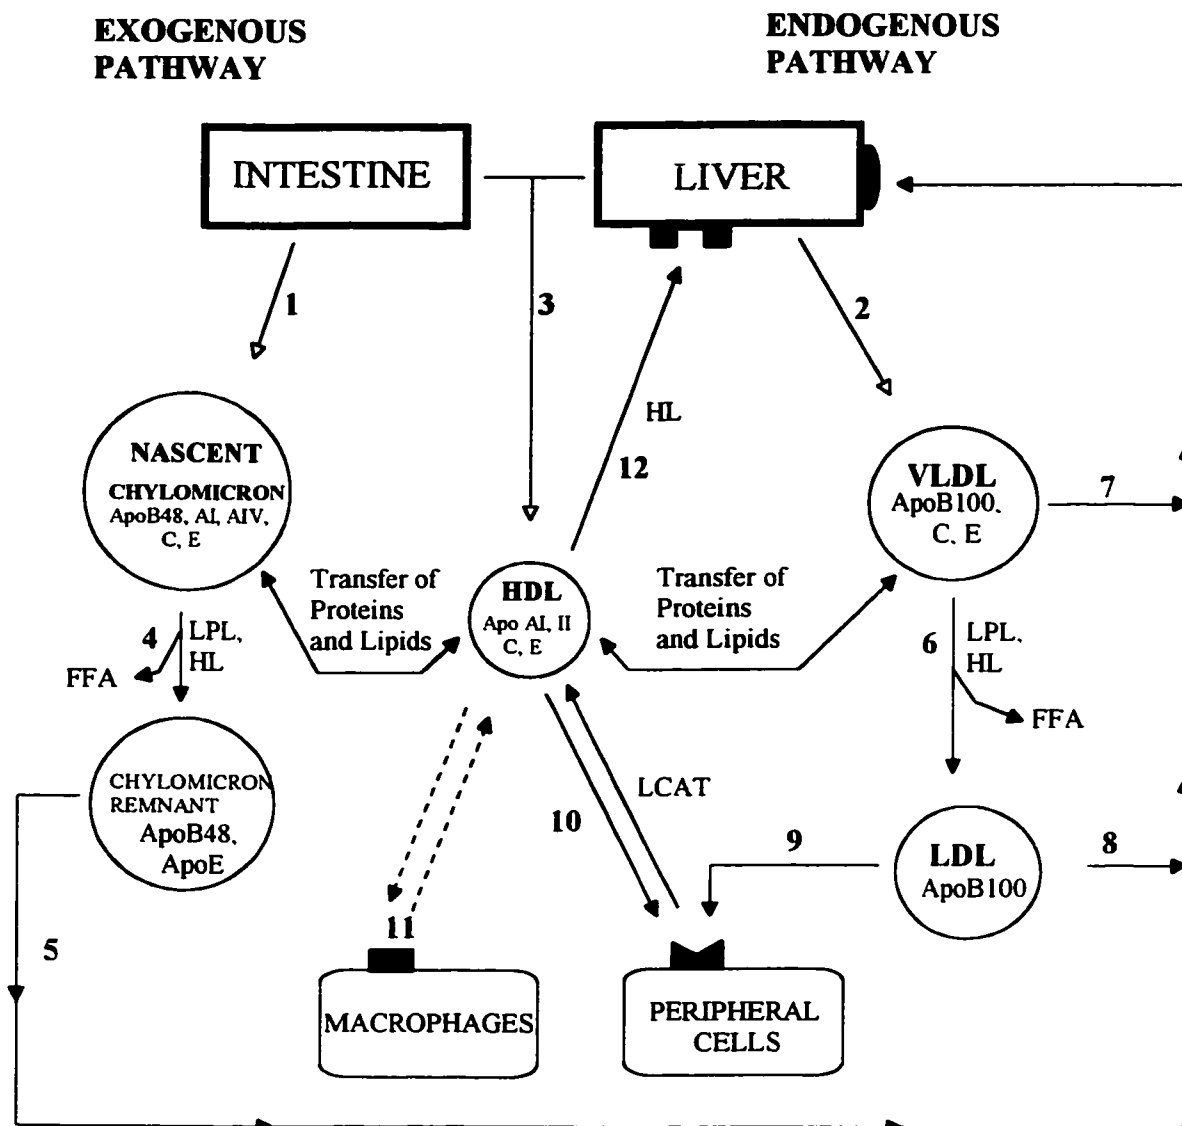 EXOGENOUS
PATHWAY
ENDOGENOUS
PATHWAY
INTESTINE
LIVER
1
3
2
HL
12
NASCENT
CHYLOMICRON
ApoB48, AI, AIV,
C, E
VLDL
ApoB100,
C, E
7
Transfer of
Proteins
and Lipids
HDL
Apo AI, II
C, E
Transfer of
Proteins
and Lipids
4
LPL,
HL
FFA
6
LPL,
HL
FFA
CHYLOMICRON
REMNANT
ApoB48,
ApoE
LCAT
10
9
LDL
ApoB100
8
11
5
MACROPHAGES
PERIPHERAL
CELLS